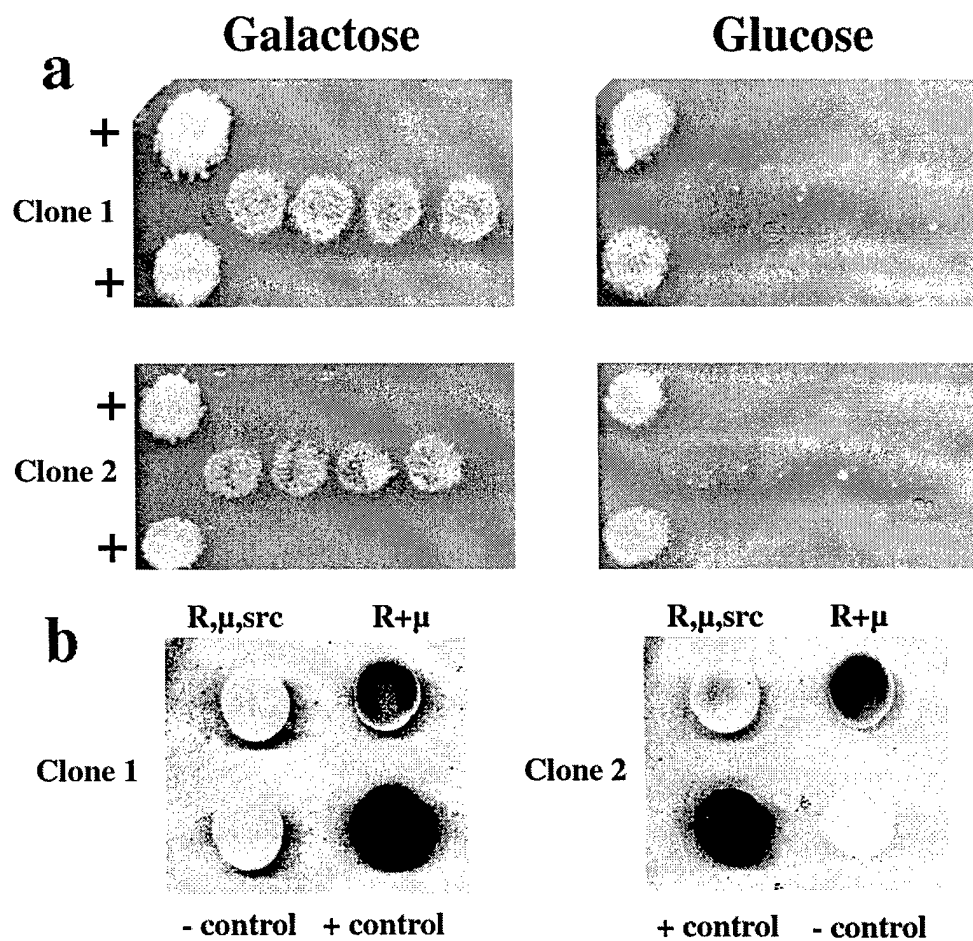 Galactose Glucose
a
+
Clone 1
+
+
Clone 2
+
b
R,μ,src R+μ R,μ,src R+μ
Clone 1 Clone 2
- control + control + control - control